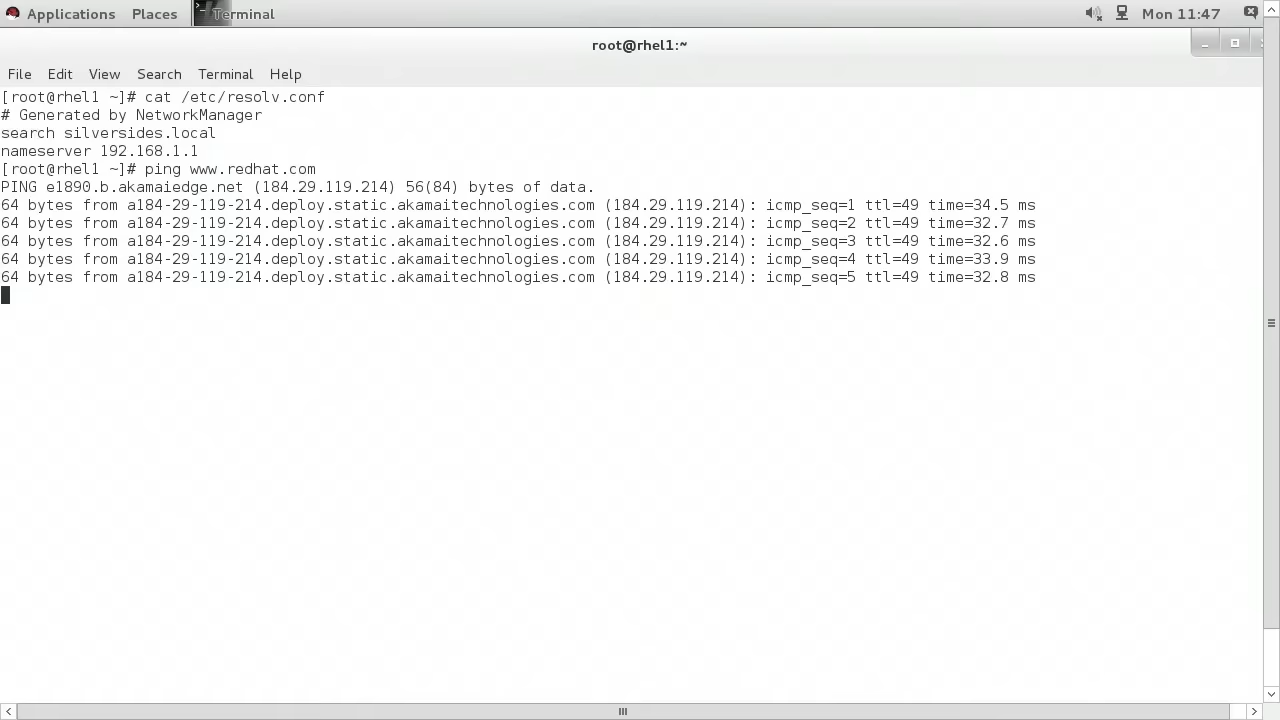 Applications Places Terminal Mon 11:47
root@rhel1:~
File Edit View Search Terminal Help
[root@rhel1 ~]# cat /etc/resolv.conf
# Generated by NetworkManager
search silversides.local
nameserver 192.168.1.1
[root@rhel1 ~]# ping www.redhat.com
PING e1890.b.akamaiedge.net (184.29.119.214) 56(84) bytes of data.
64 bytes from a184-29-119-214.deploy.static.akamaitechnologies.com (184.29.119.214): icmp_seq=1 ttl=49 time=34.5 ms
64 bytes from a184-29-119-214.deploy.static.akamaitechnologies.com (184.29.119.214): icmp_seq=2 ttl=49 time=32.7 ms
64 bytes from a184-29-119-214.deploy.static.akamaitechnologies.com (184.29.119.214): icmp_seq=3 ttl=49 time=32.6 ms
64 bytes from a184-29-119-214.deploy.static.akamaitechnologies.com (184.29.119.214): icmp_seq=4 ttl=49 time=33.9 ms
64 bytes from a184-29-119-214.deploy.static.akamaitechnologies.com (184.29.119.214): icmp_seq=5 ttl=49 time=32.8 ms